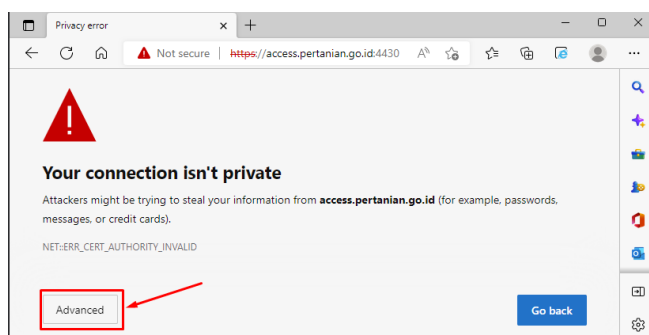 Privacy error
Not secure https://access.pertanian.go.id:4430
Your connection isn't private
Attackers might be trying to steal your information from access.pertanian.go.id (for example, passwords,
messages, or credit cards).
NET::ERR_CERT_AUTHORITY_INVALID
Advanced
Go back